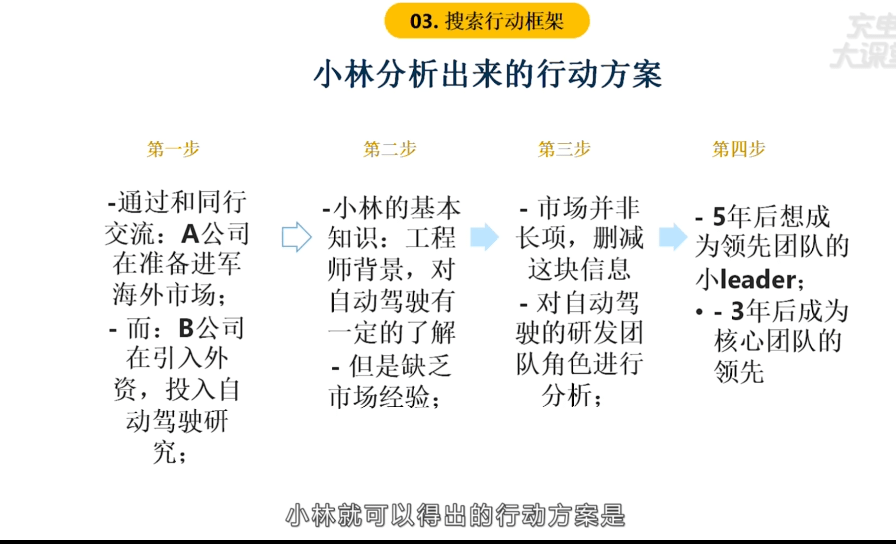 03. 搜索行动框架
充电
大课堂
小林分析出来的行动方案
第一步
-通过和同行
交流：A公司
在准备进军
海外市场；
- 而：B公司
在引入外
资，投入自
动驾驶研
究；
第二步
-小林的基本
知识：工程
师背景，对
自动驾驶有
一定的了解
- 但是缺乏
市场经验；
第三步
- 市场并非
长项，删减
这块信息
- 对自动驾
驶的研发团
队角色进行
分析；
第四步
- 5年后想成
为领先团队的
小leader；
• - 3年后成为
核心团队的
领先
小林就可以得出的行动方案是